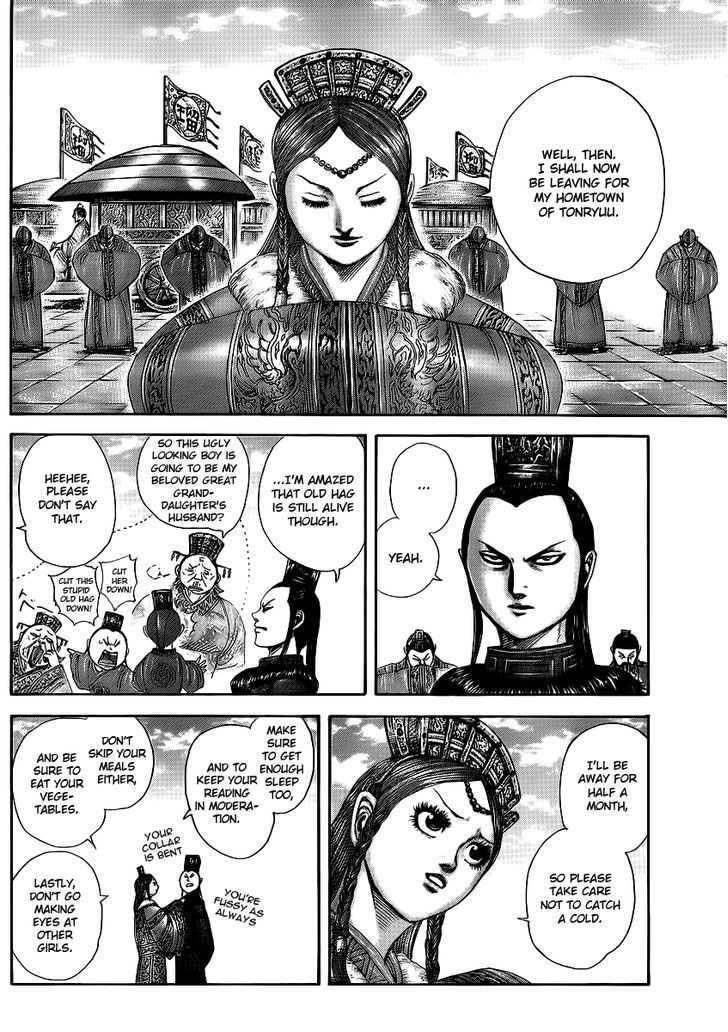 WELL, THEN.
I SHALL NOW
BE LEAVING FOR
MY HOMETOWN
OF TONRYUU.
...
YEAH.
...I'M AMAZED
THAT OLD HAG
IS STILL ALIVE
THOUGH.
SO THIS UGLY
LOOKING BOY IS
GOING TO BE MY
BELOVED GREAT
GRAND-
DAUGHTER'S
HUSBAND?
HEEHEE,
PLEASE
DON'T SAY
THAT.
CUT
HER
DOWN!
CUT THIS
STUPID
OLD HAG
DOWN!
I'LL BE
AWAY FOR
HALF A
MONTH,
SO PLEASE
TAKE CARE
NOT TO CATCH
A COLD.
MAKE
SURE
TO GET
ENOUGH
SLEEP
TOO,
AND TO
KEEP YOUR
READING
IN MODERA-
TION.
DON'T
SKIP YOUR
MEALS
EITHER,
AND BE
SURE TO
EAT YOUR
VEGE-
TABLES.
YOUR
COLLAR
IS BENT
YOU'RE
FUSSY AS
ALWAYS
LASTLY,
DON'T GO
MAKING
EYES AT
OTHER
GIRLS.